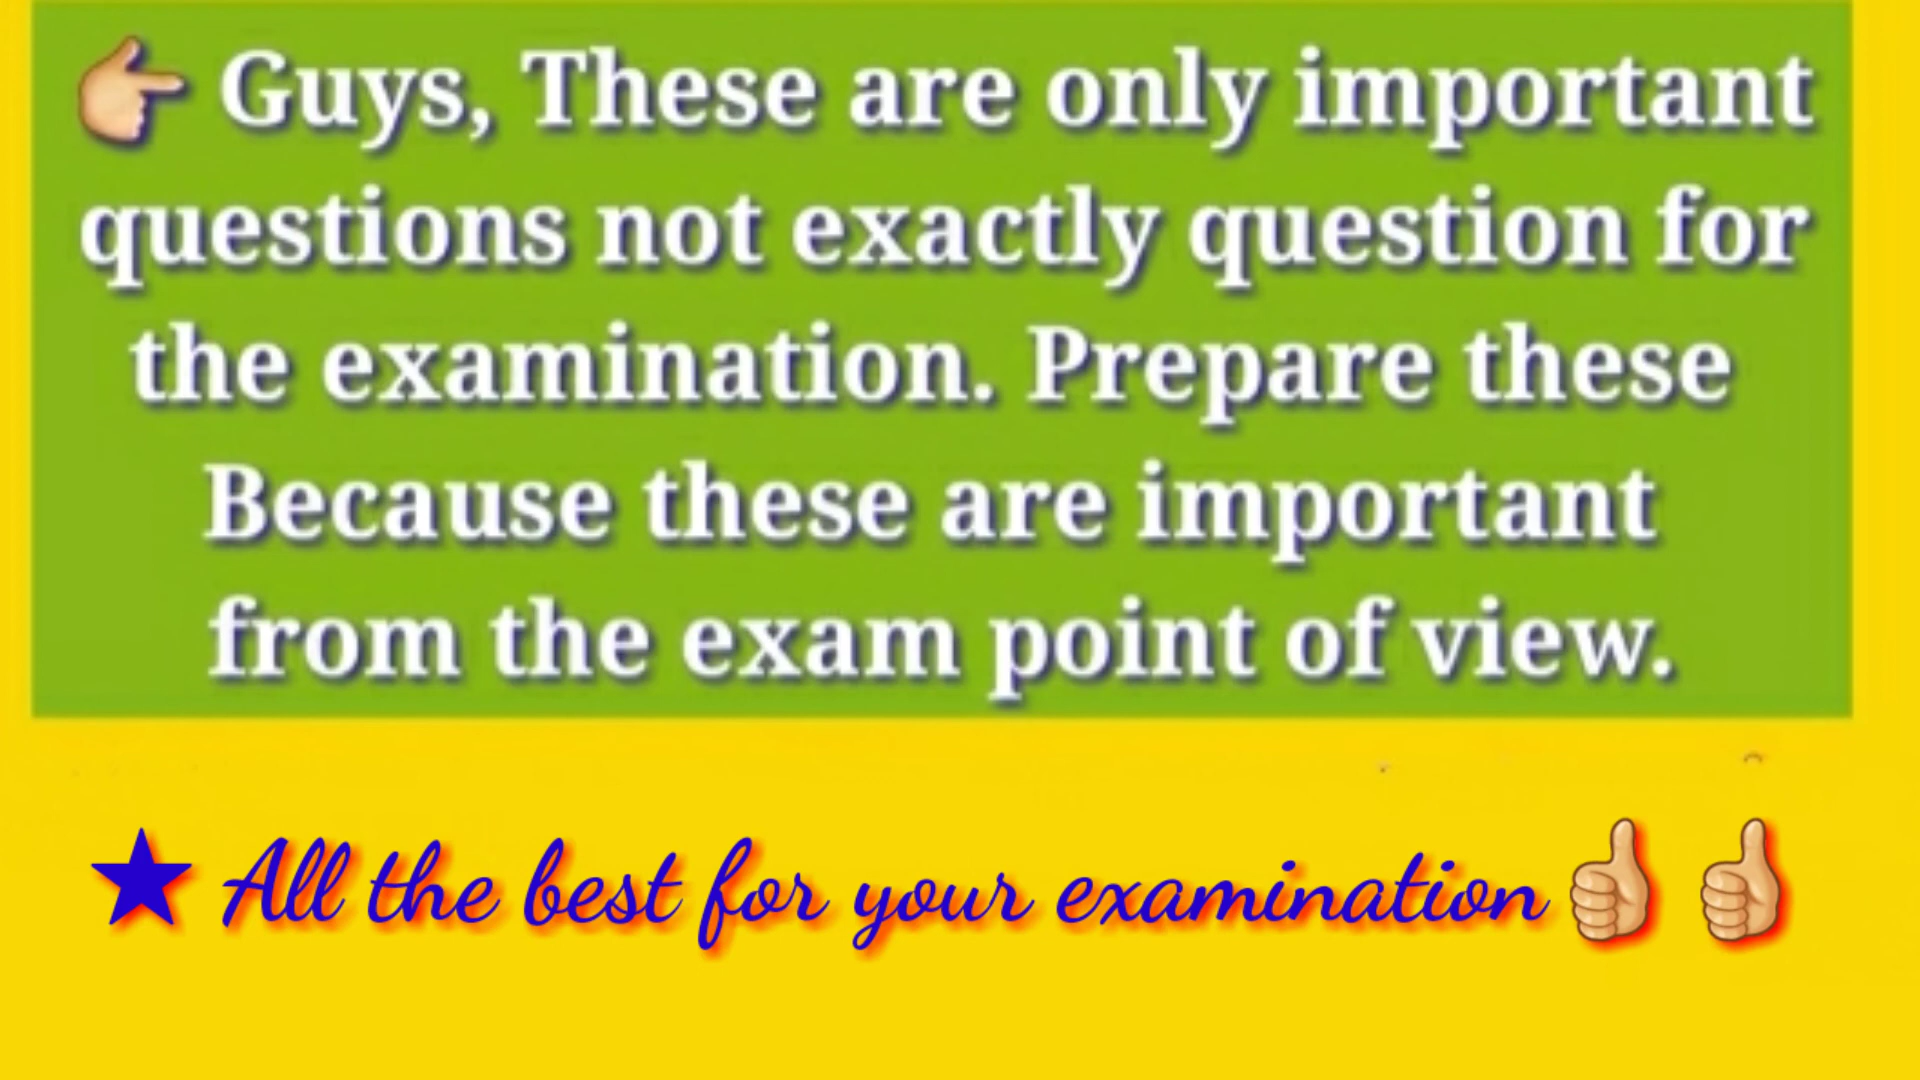 👉 Guys, These are only important
questions not exactly question for
the examination. Prepare these
Because these are important
from the exam point of view.
★ All the best for your examination 👍 👍